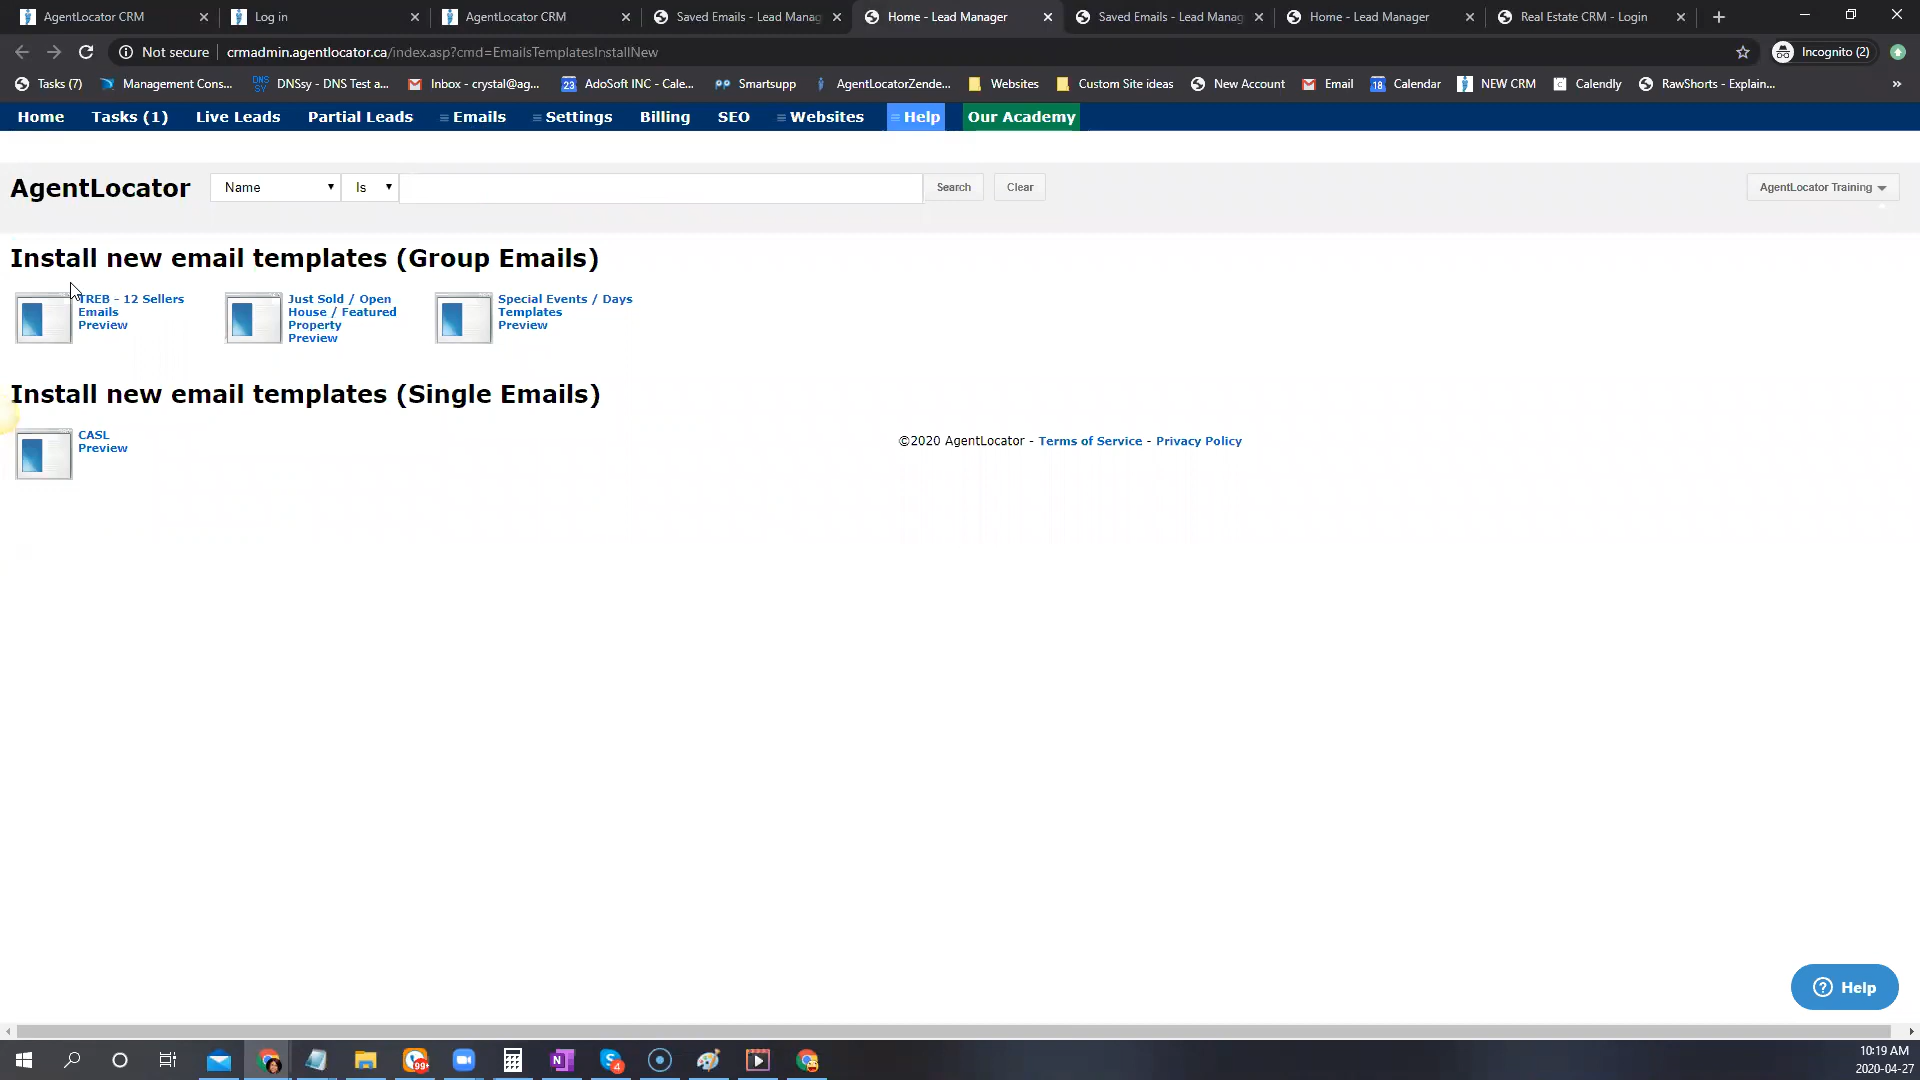 AgentLocator CRM
Log in
AgentLocator CRM
Saved Emails - Lead Manag
Home - Lead Manager
Saved Emails - Lead Manag
Home - Lead Manager
Real Estate CRM - Login
Not secure
crmadmin.agentlocator.ca/index.asp?cmd=EmailsTemplatesInstallNew
Incognito (2)
Tasks (7)
Management Cons...
DNSsy - DNS Test a...
Inbox - crystal@ag...
23
AdoSoft INC - Cale...
Smartsupp
AgentLocatorZende...
Websites
Custom Site ideas
New Account
Email
18
Calendar
NEW CRM
Calendly
RawShorts - Explain...
»
Home
Tasks (1)
Live Leads
Partial Leads
Emails
Settings
Billing
SEO
Websites
Help
Our Academy
AgentLocator
Name
Is
Search
Clear
AgentLocator Training
Install new email templates (Group Emails)
TREB - 12 Sellers
Emails
Preview
Just Sold / Open
House / Featured
Property
Preview
Special Events / Days
Templates
Preview
Install new email templates (Single Emails)
CASL
Preview
©2020 AgentLocator - Terms of Service - Privacy Policy
Help
99+
4
10:19 AM
2020-04-27